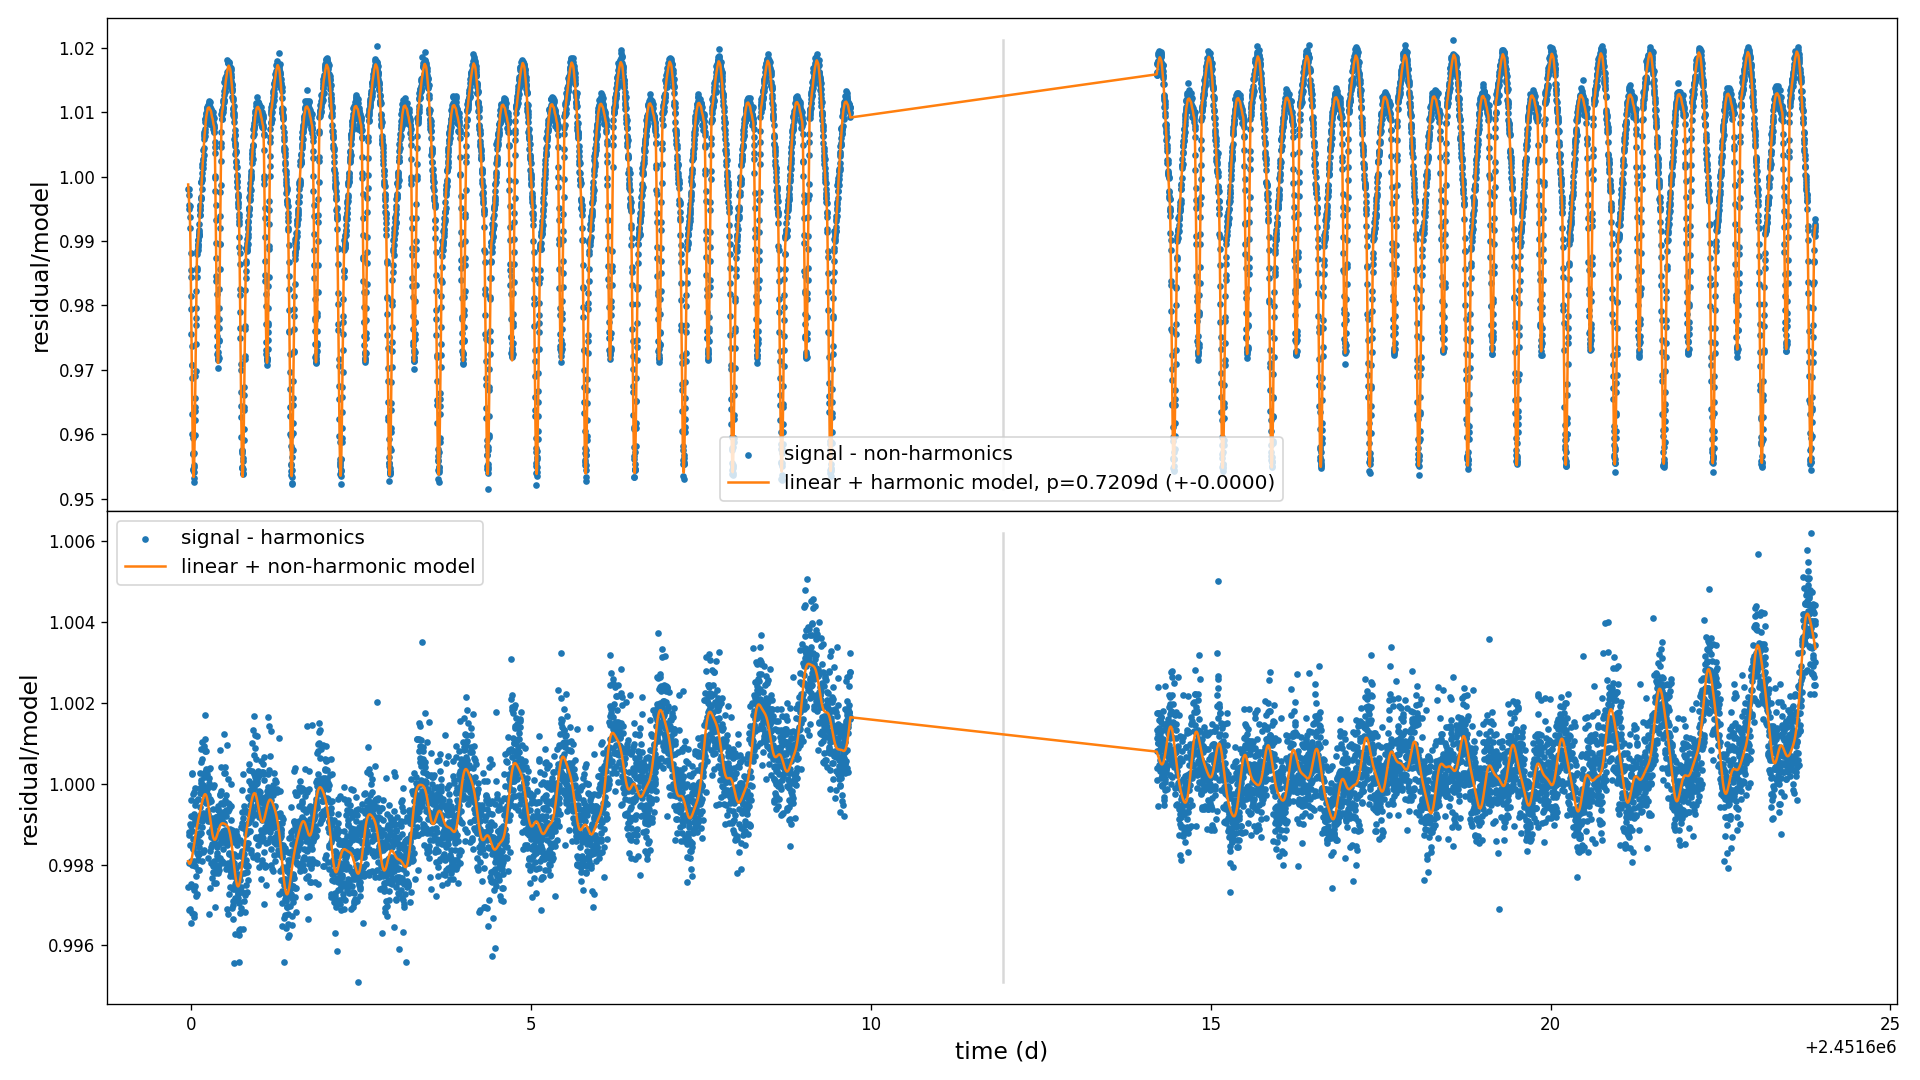 1.02
1.01
1.00
0.99
0.98
0.97
0.96
0.95
residual/model
signal - non-harmonics
linear + harmonic model, p=0.7209d (+-0.0000)
signal - harmonics
linear + non-harmonic model
1.006
1.004
1.002
1.000
0.998
0.996
residual/model
0
5
10
15
20
25
time (d)
+2.4516e6